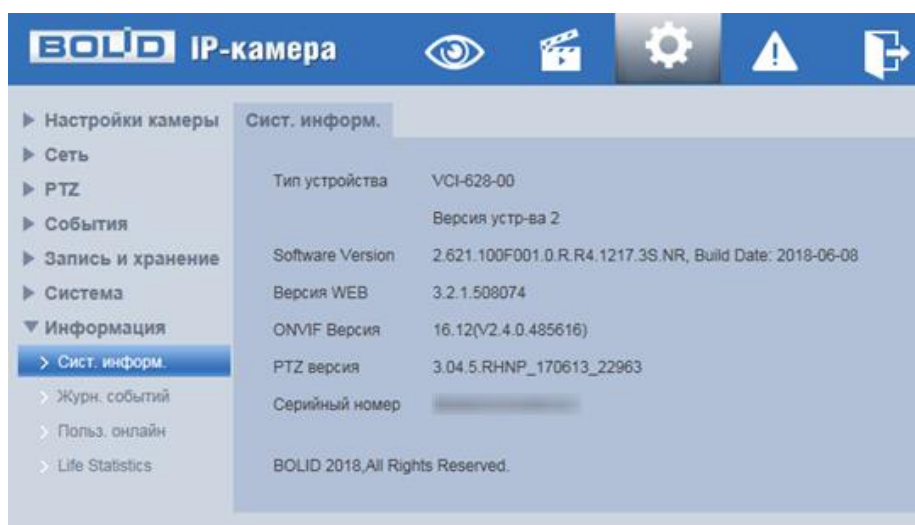 BOLID IP-камера
Настройки камеры
Сеть
PTZ
События
Запись и хранение
Система
Информация
Сист. информ.
Журн. событий
Польз. онлайн
Life Statistics
Сист. информ.
Тип устройства VCI-628-00
Версия устр-ва 2
Software Version 2.621.100F001.0.R.R4.1217.3S.NR, Build Date: 2018-06-08
Версия WEB 3.2.1.508074
ONVIF Версия 16.12(V2.4.0.485616)
PTZ версия 3.04.5.RHNP_170613_22963
Серийный номер
BOLID 2018,All Rights Reserved.